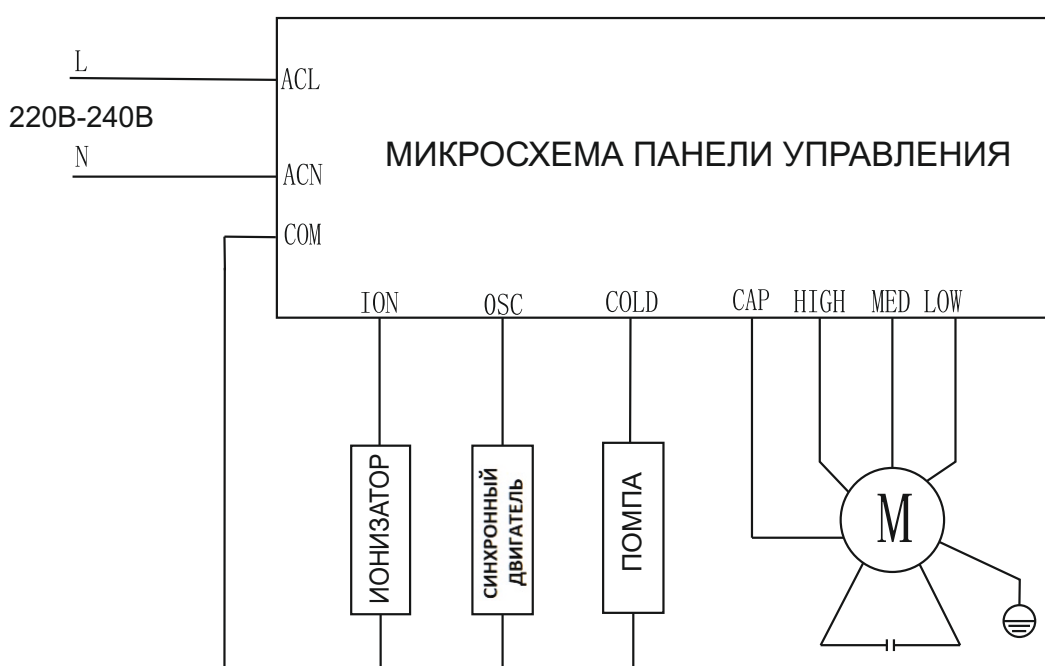 L
ACL
220В-240В
МИКРОСХЕМА ПАНЕЛИ УПРАВЛЕНИЯ
N
ACN
COM
ION
OSC
COLD
CAP
HIGH
MED
LOW
ИОНИЗАТОР
СИНХРОННЫЙ
ДВИГАТЕЛЬ
ПОМПА
M